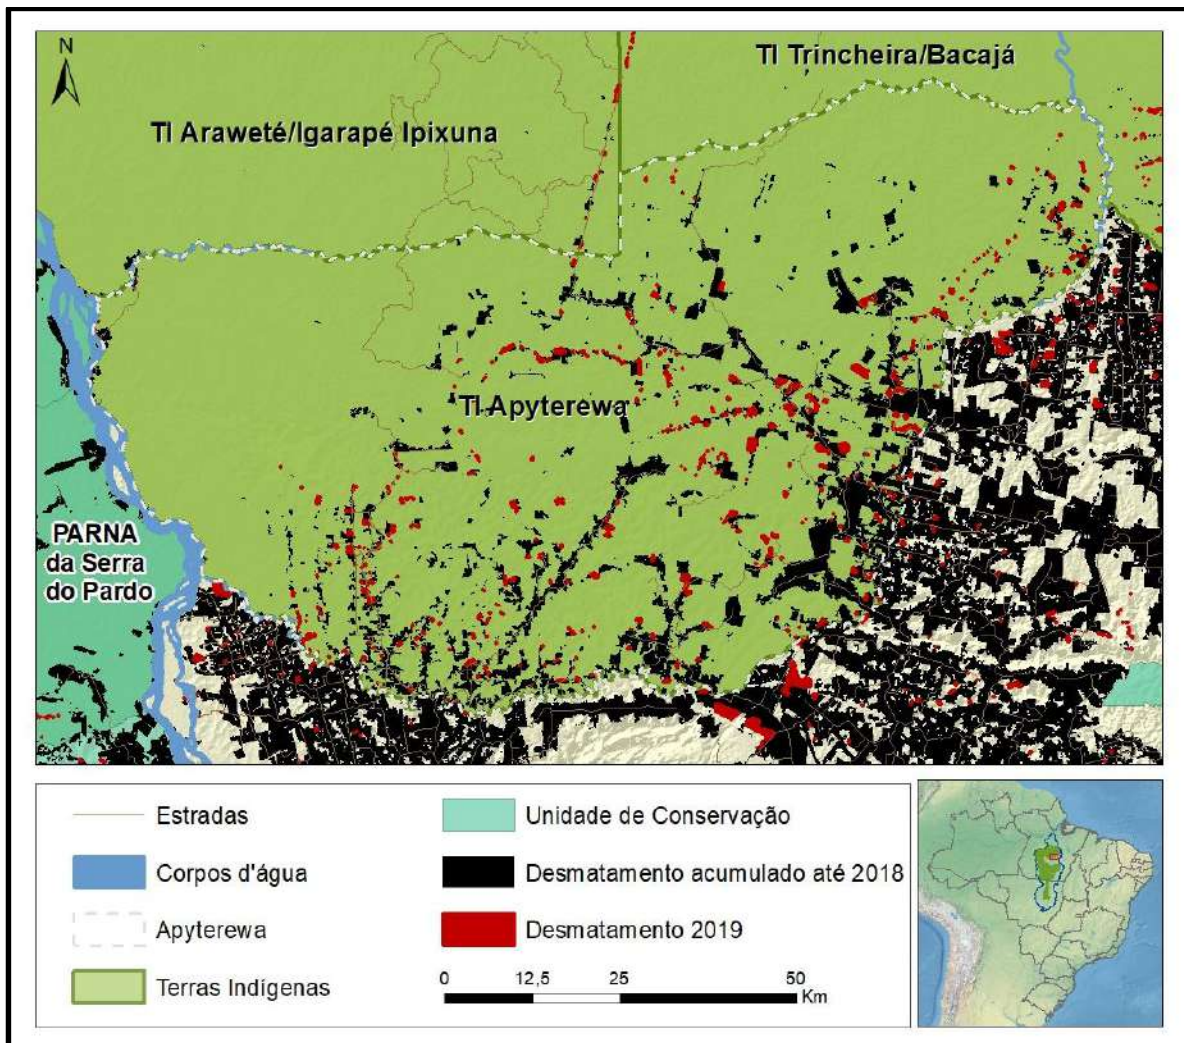 N
TI Trincheira/Bacajá
TI Araweté/Igarapé Ipixuna
TI Apyterewa
PARNA
da Serra
do Pardo
Estradas
Corpos d'água
Apyterewa
Terras Indígenas
Unidade de Conservação
Desmatamento acumulado até 2018
Desmatamento 2019
0 12,5 25 50
Km